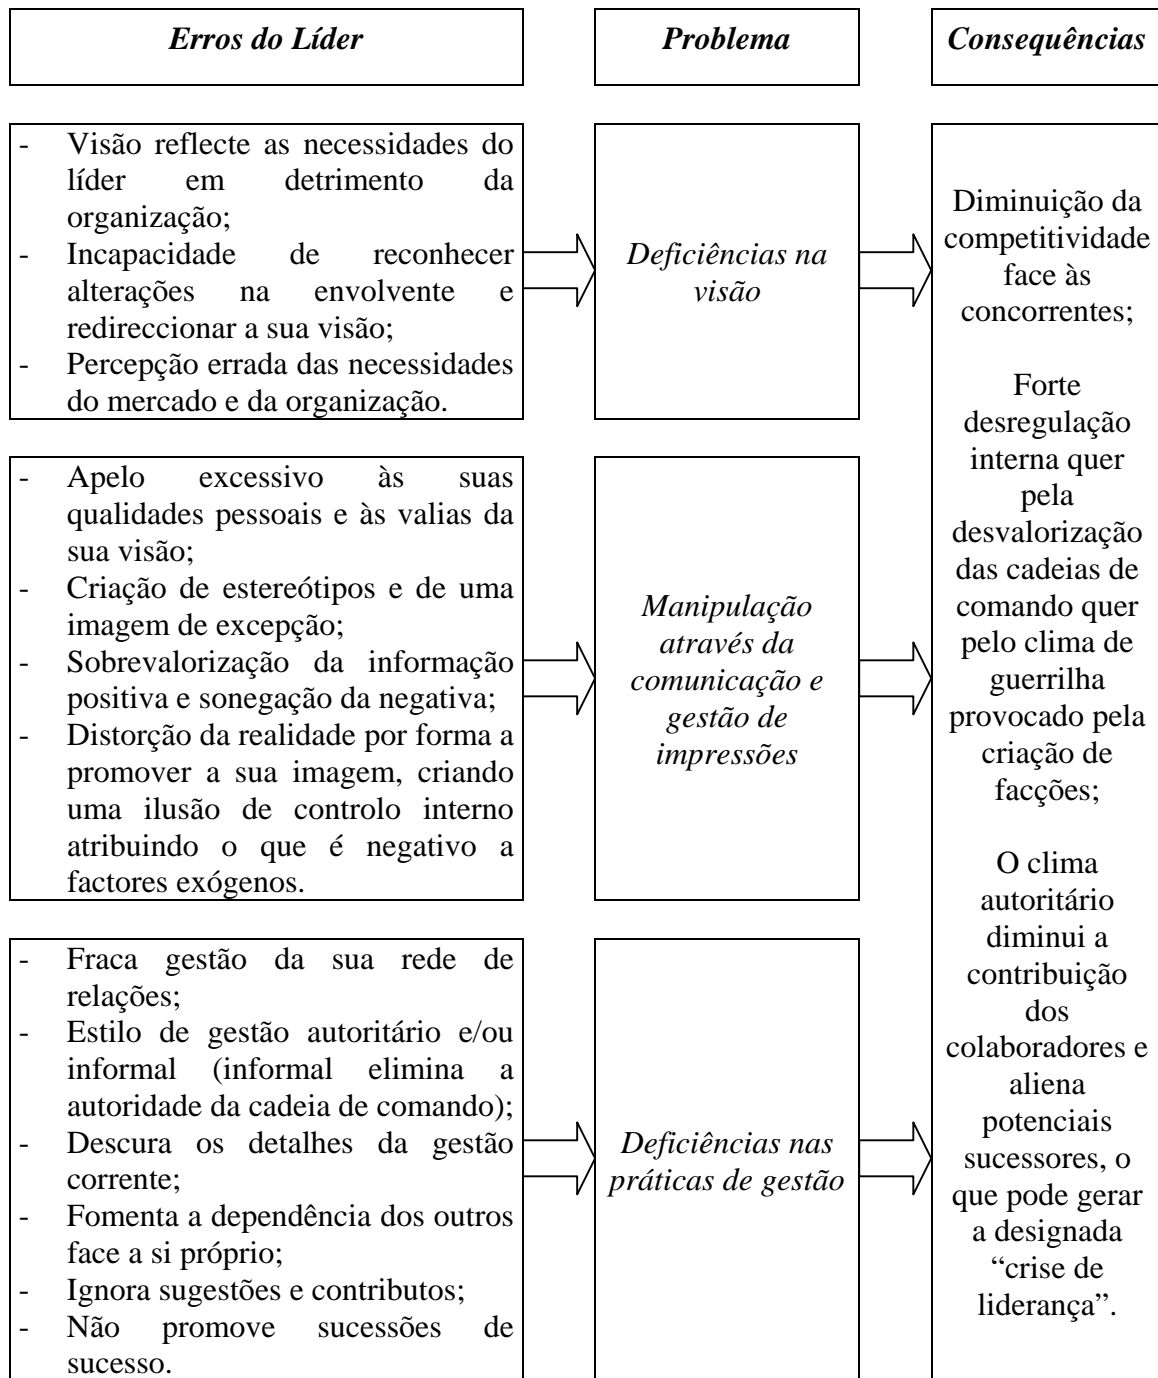 Erros do Líder
Problema
Consequências
- Visão reflecte as necessidades do
líder em detrimento da
organização;
- Incapacidade de reconhecer
alterações na envolvente e
redireccionar a sua visão;
- Percepção errada das necessidades
do mercado e da organização.
Deficiências na
visão
- Apelo excessivo às suas
qualidades pessoais e às valias da
sua visão;
- Criação de estereótipos e de uma
imagem de excepção;
- Sobrevalorização da informação
positiva e sonegação da negativa;
- Distorção da realidade por forma a
promover a sua imagem, criando
uma ilusão de controlo interno
atribuindo o que é negativo a
factores exógenos.
Manipulação
através da
comunicação e
gestão de
impressões
- Fraca gestão da sua rede de
relações;
- Estilo de gestão autoritário e/ou
informal (informal elimina a
autoridade da cadeia de comando);
- Descura os detalhes da gestão
corrente;
- Fomenta a dependência dos outros
face a si próprio;
- Ignora sugestões e contributos;
- Não promove sucessões de
sucesso.
Deficiências nas
práticas de gestão
Diminuição da
competitividade
face às
concorrentes;
Forte
desregulação
interna quer
pela
desvalorização
das cadeias de
comando quer
pelo clima de
guerrilha
provocado pela
criação de
facções;
O clima
autoritário
diminui a
contribuição
dos
colaboradores e
aliena
potenciais
sucessores, o
que pode gerar
a designada
“crise de
liderança”.